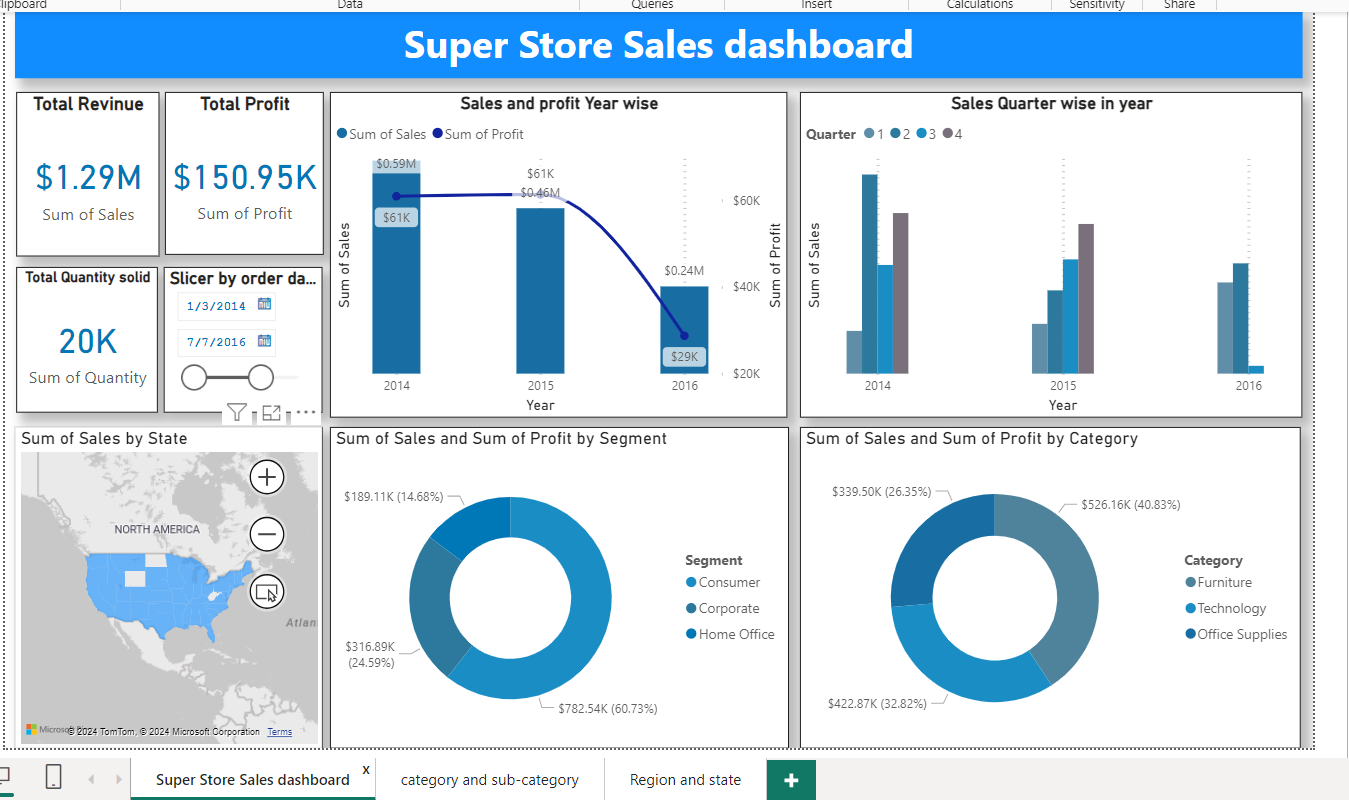 Clipboard
Data
Queries
Insert
Calculations
Sensitivity
Share
Super Store Sales dashboard
Total Revinue
$1.29M
Sum of Sales
Total Profit
$150.95K
Sum of Profit
Total Quantity solid
20K
Sum of Quantity
Slicer by order da...
1/3/2014
7/7/2016
Sales and profit Year wise
Sum of Sales
Sum of Profit
$0.59M
$61K
$61K
$0.46M
$0.24M
$29K
$60K
$40K
$20K
Sum of Sales
Sum of Profit
2014
2015
2016
Year
Sales Quarter wise in year
Quarter 1 2 3 4
Sum of Sales
2014
2015
2016
Year
Sum of Sales by State
NORTH AMERICA
Atlan
© 2024 TomTom, © 2024 Microsoft Corporation Terms
Sum of Sales and Sum of Profit by Segment
$189.11K (14.68%)
$316.89K
(24.59%)
$782.54K (60.73%)
Segment
Consumer
Corporate
Home Office
Sum of Sales and Sum of Profit by Category
$339.50K (26.35%)
$526.16K (40.83%)
$422.87K (32.82%)
Category
Furniture
Technology
Office Supplies
Super Store Sales dashboard x
category and sub-category
Region and state
+